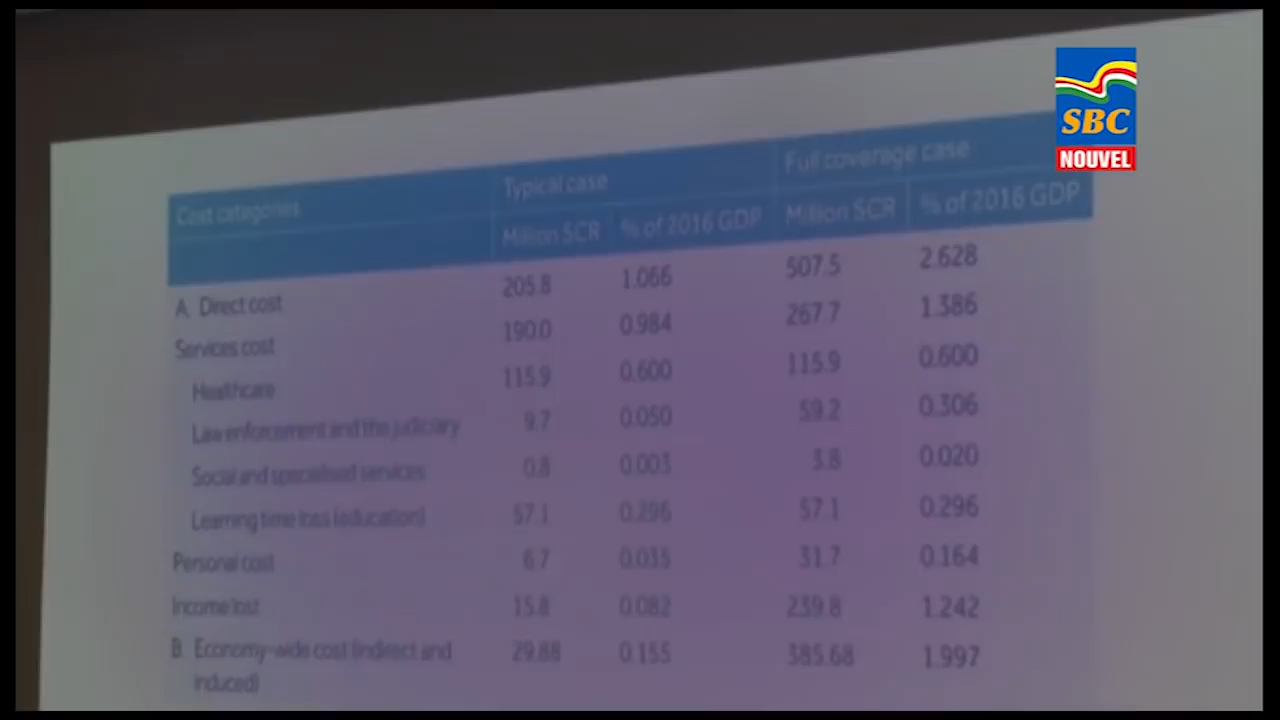 SBC
NOUVEL
Cost categories Typical case Full coverage case
Million SCR % of 2016 GDP Million SCR % of 2016 GDP
A. Direct cost 205.8 1.066 507.5 2.628
Services cost 190.0 0.984 267.7 1.386
Healthcare 115.9 0.600 115.9 0.600
Law enforcement and the judiciary 9.7 0.050 59.2 0.306
Social and specialised services 0.8 0.003 3.8 0.020
Learning time loss (education) 57.1 0.296 57.1 0.296
Personal cost 6.7 0.035 31.7 0.164
Income lost 15.8 0.082 239.8 1.242
B. Economy-wide cost (indirect and 29.88 0.155 385.68 1.997
induced)